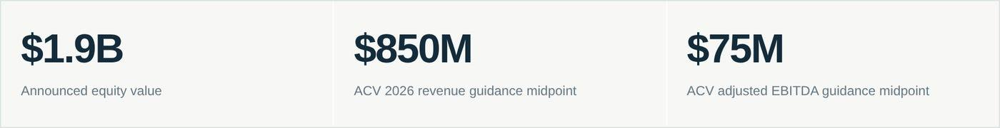 $1.9B
Announced equity value
$850M
ACV 2026 revenue guidance midpoint
$75M
ACV adjusted EBITDA guidance midpoint